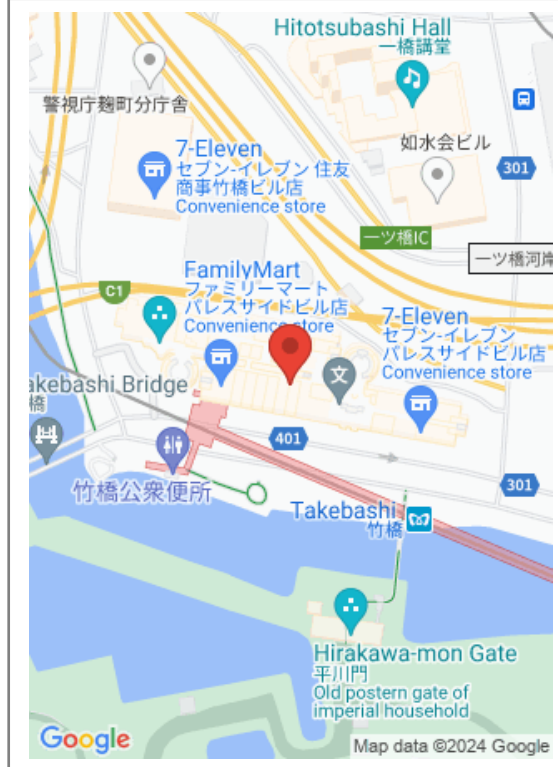 Hitotsubashi Hall
一橋講堂
警視庁麹町分庁舎
如水会ビル
7-Eleven
セブン-イレブン 住友
商事竹橋ビル店
Convenience store
301
一ツ橋IC
一ツ橋河岸
C1
FamilyMart
ファミリーマート
パレスサイドビル店
Convenience store
7-Eleven
セブン-イレブン
パレスサイドビル店
Convenience store
文
akebashi Bridge
橋
401
竹橋公衆便所
301
Takebashi
竹橋
Hirakawa-mon Gate
平川門
Old postern gate of
imperial household
Google
Map data ©2024 Google